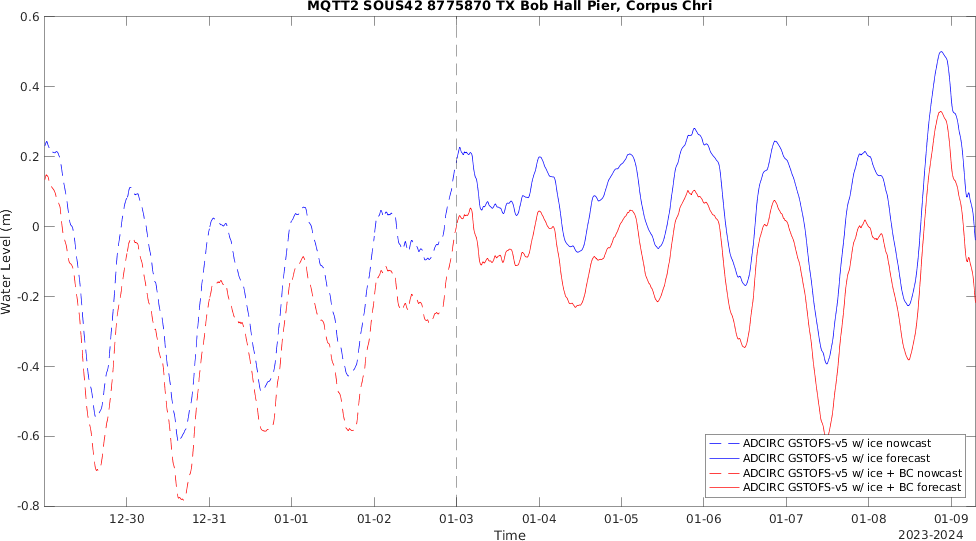 MQTT2 SOUS42 8775870 TX Bob Hall Pier, Corpus Chri
0.6
0.4
0.2
0
-0.2
-0.4
-0.6
-0.8
Water Level (m)
ADCIRC GSTOFS-v5 w/ ice nowcast
ADCIRC GSTOFS-v5 w/ ice forecast
ADCIRC GSTOFS-v5 w/ ice + BC nowcast
ADCIRC GSTOFS-v5 w/ ice + BC forecast
12-30 12-31 01-01 01-02 01-03 01-04 01-05 01-06 01-07 01-08 01-09
Time
2023-2024